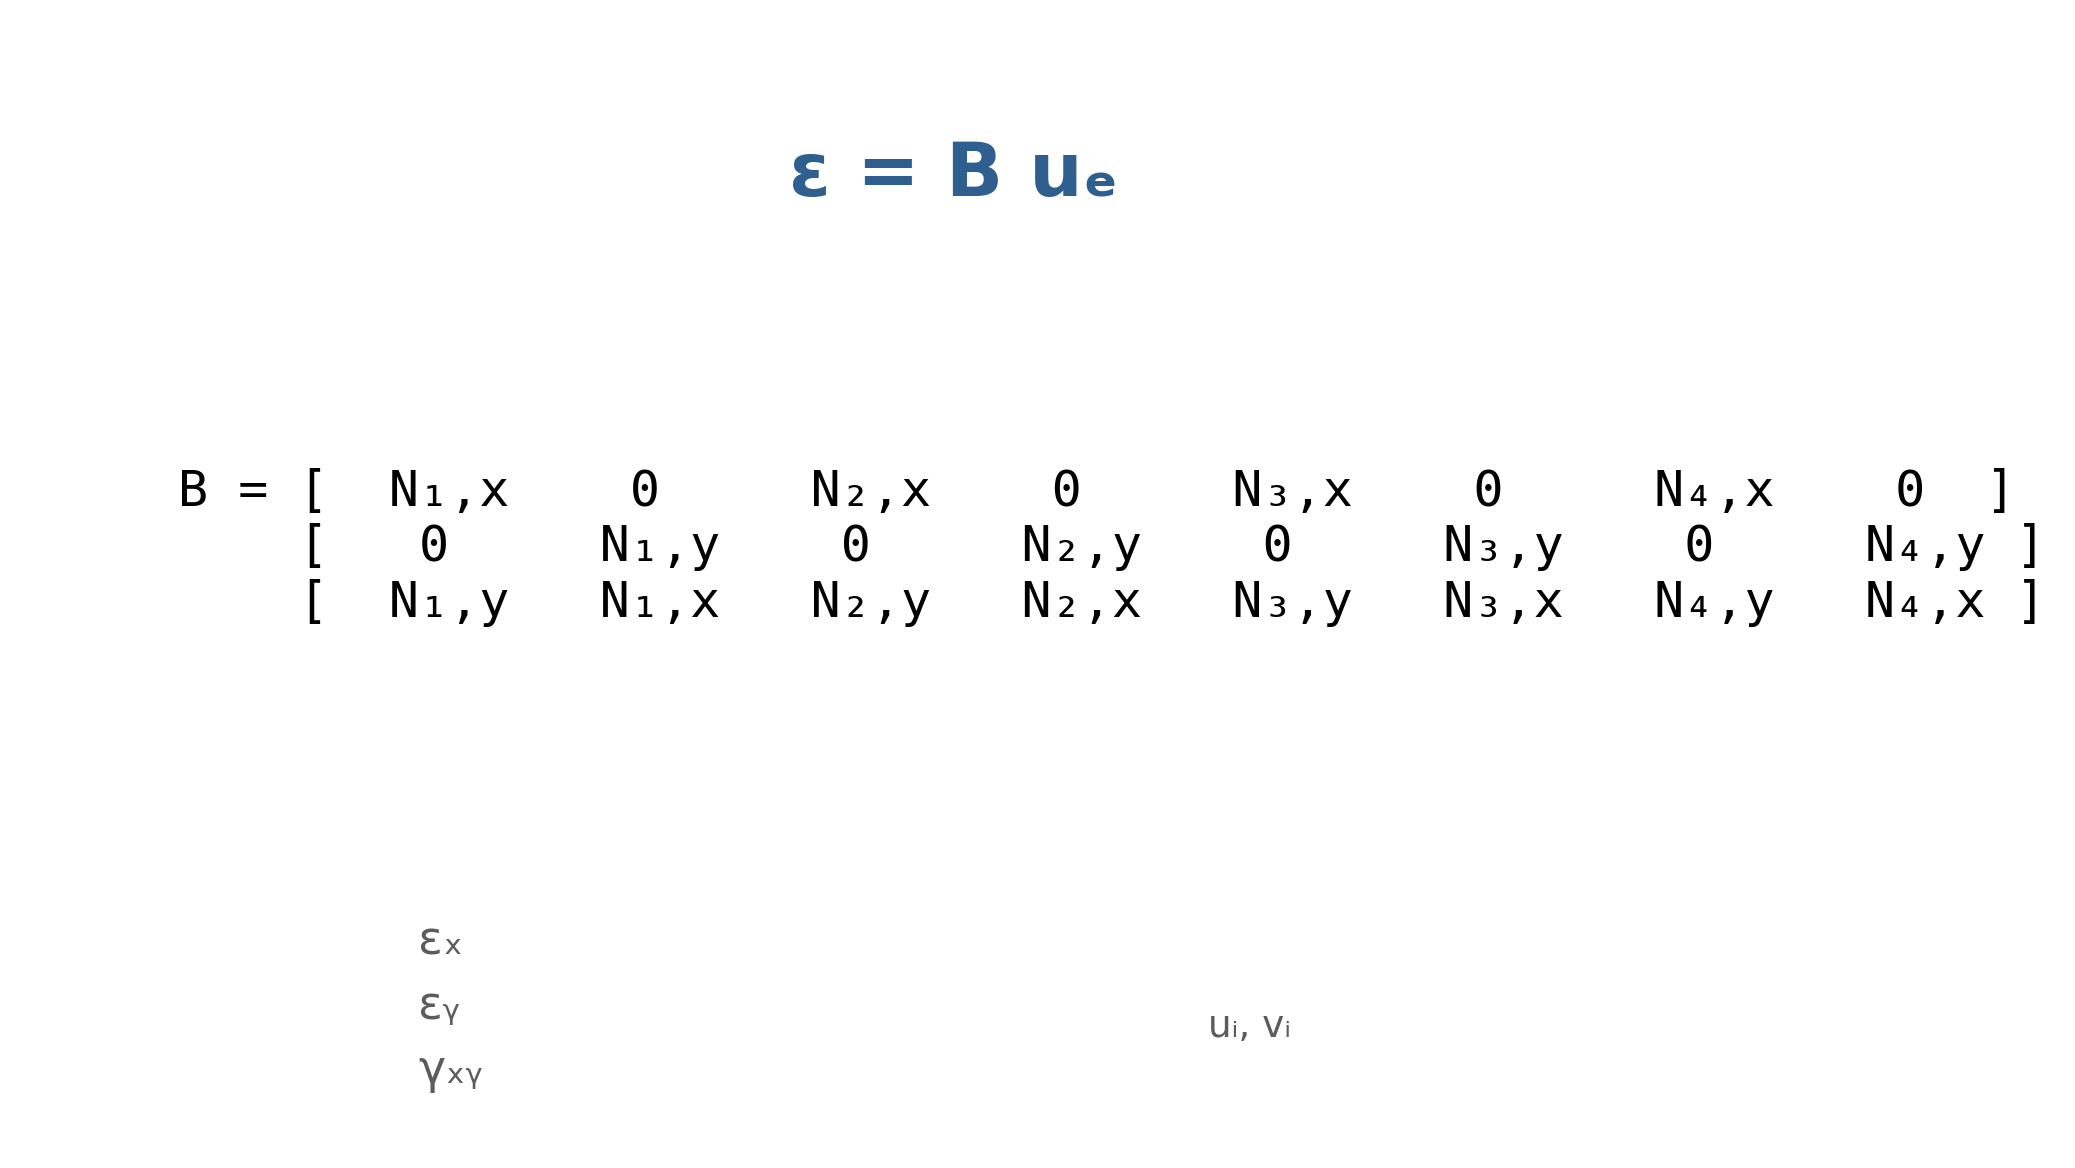 ε = B uₑ
B = [ N₁,x 0 N₂,x 0 N₃,x 0 N₄,x 0 ]
[ 0 N₁,y 0 N₂,y 0 N₃,y 0 N₄,y ]
[ N₁,y N₁,x N₂,y N₂,x N₃,y N₃,x N₄,y N₄,x ]
εₓ
εᵧ
uᵢ, vᵢ
γₓᵧ